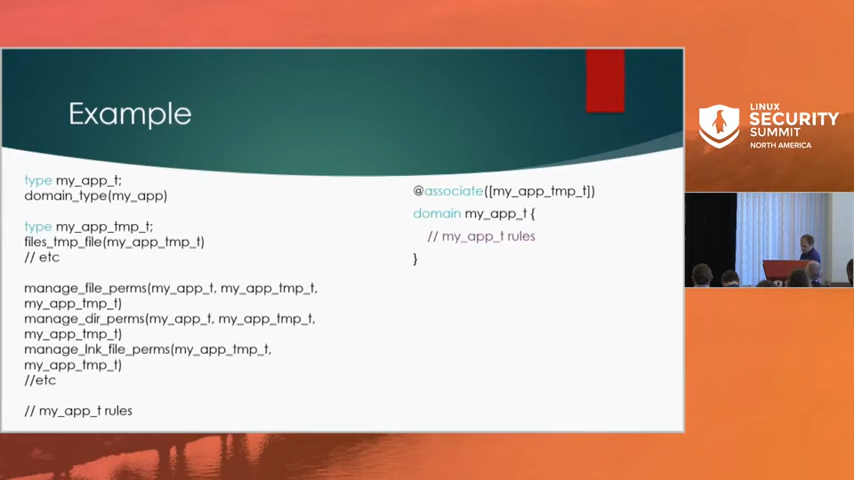 Example
type my_app_t;
domain_type(my_app)
type my_app_tmp_t;
files_tmp_file(my_app_tmp_t)
// etc
manage_file_perms(my_app_t, my_app_tmp_t,
my_app_tmp_t)
manage_dir_perms(my_app_t, my_app_tmp_t,
my_app_tmp_t)
manage_lnk_file_perms(my_app_tmp_t,
my_app_tmp_t)
//etc
// my_app_t rules
@associate([my_app_tmp_t])
domain my_app_t {
// my_app_t rules
}
LINUX
SECURITY
SUMMIT
NORTH AMERICA